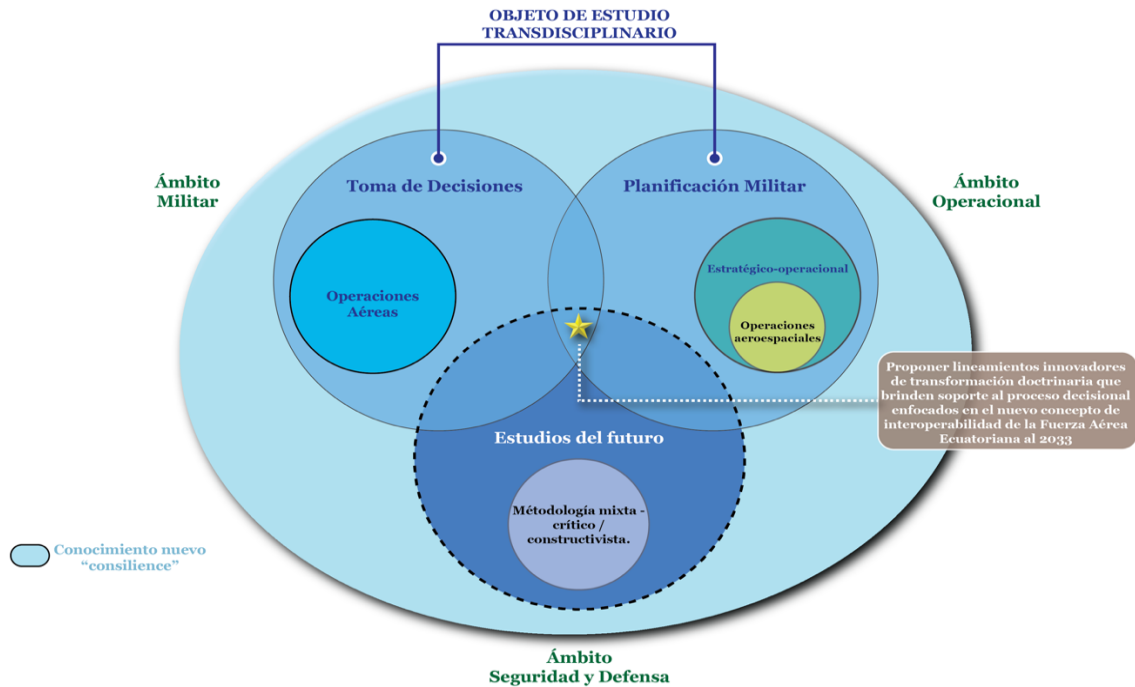 OBJETO DE ESTUDIO
TRANSDISCIPLINARIO
Ámbito
Militar
Toma de Decisiones
Planificación Militar
Ámbito
Operacional
Operaciones
Aéreas
Estratégico-operacional
Operaciones
aeroespaciales
Proponer lineamientos innovadores
de transformación doctrinaria que
brinden soporte al proceso decisional
enfocados en el nuevo concepto de
interoperabilidad de la Fuerza Aérea
Ecuatoriana al 2033
Estudios del futuro
Métodología mixta -
crítico /
constructivista.
Conocimiento nuevo
“consilience”
Ámbito
Seguridad y Defensa